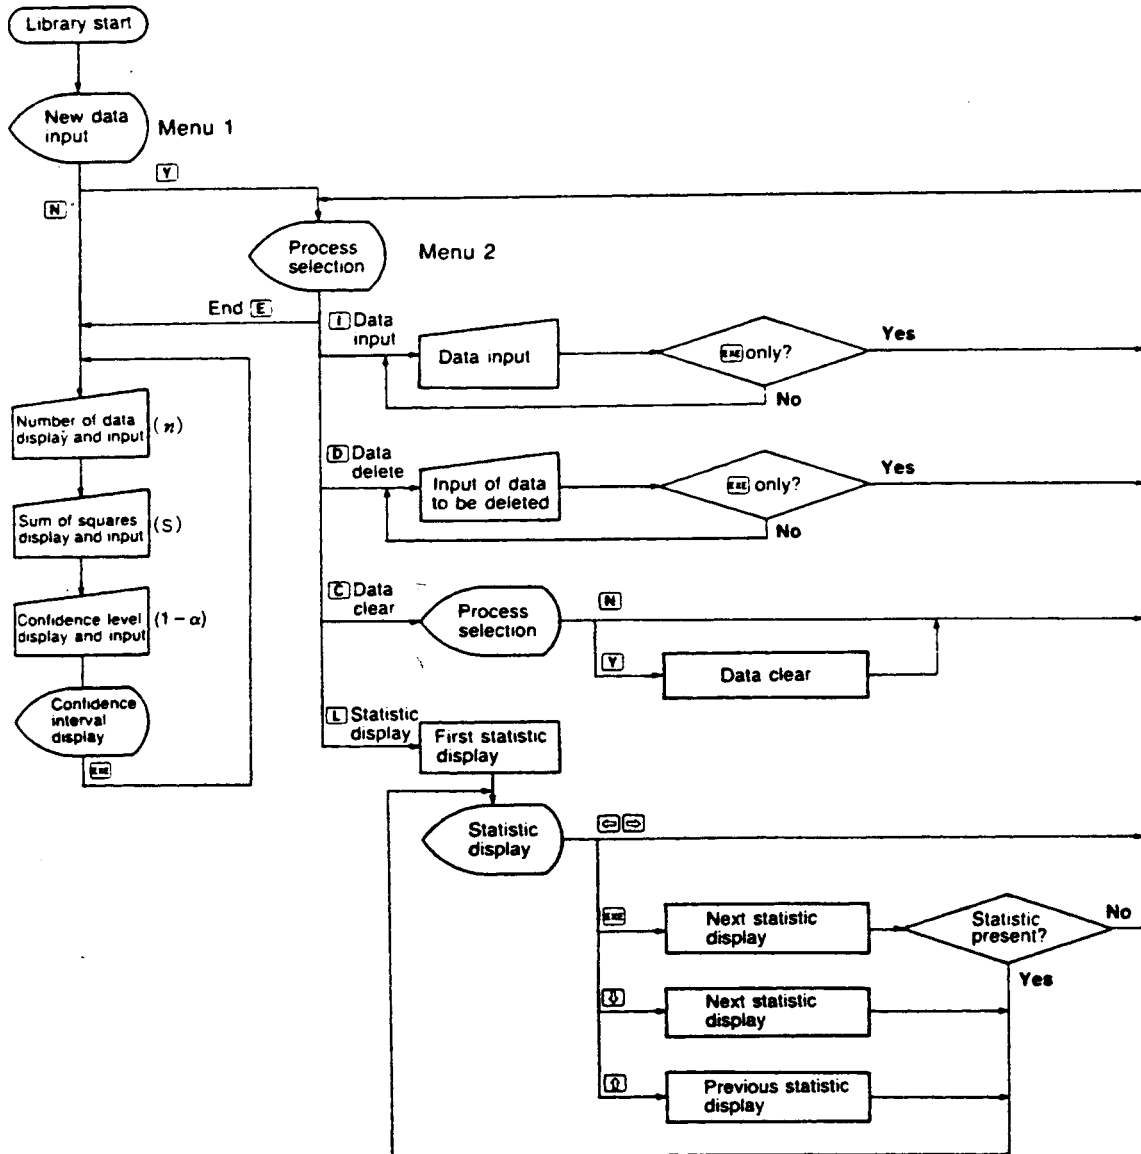 Library start
New data
input
Menu 1
Y
N
Process
selection
Menu 2
End E
I Data
input
Data input
EXE only?
Yes
No
Number of data
display and input
(n)
D Data
delete
Input of data
to be deleted
EXE only?
Yes
No
Sum of squares
display and input
(S)
Confidence level
display and input
(1 − α)
C Data
clear
Process
selection
N
Y
Data clear
Confidence
interval
display
EXE
L Statistic
display
First statistic
display
Statistic
display
⇦ ⇨
EXE
Next statistic
display
Statistic
present?
No
Yes
⇩
Next statistic
display
⇧
Previous statistic
display